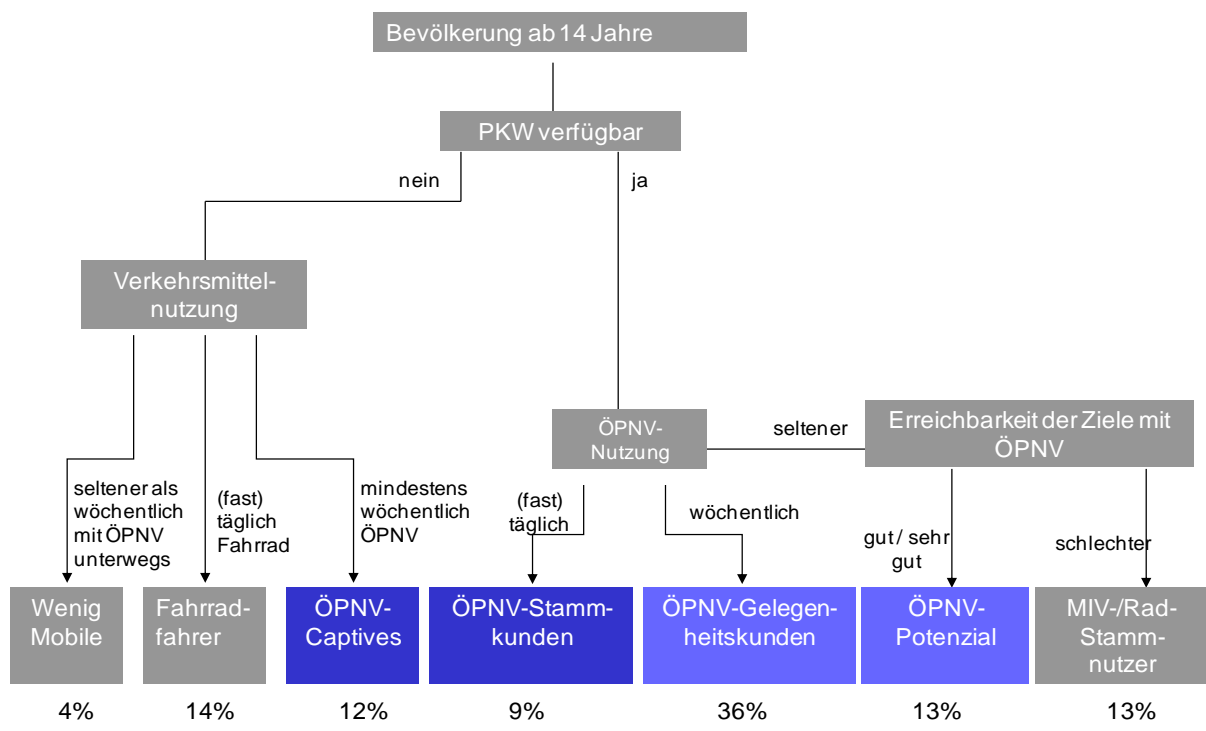 Bevölkerung ab 14 Jahre
PKW verfügbar
nein
ja
Verkehrsmittel-
nutzung
ÖPNV-
Nutzung
seltener
Erreichbarkeit der Ziele mit
ÖPNV
seltener als
wöchentlich
mit ÖPNV
unterwegs
(fast)
täglich
Fahrrad
mindestens
wöchentlich
ÖPNV
(fast)
täglich
wöchentlich
gut / sehr
gut
schlechter
Wenig
Mobile
Fahrrad-
fahrer
ÖPNV-
Captives
ÖPNV-Stamm-
kunden
ÖPNV-Gelegen-
heitskunden
ÖPNV-
Potenzial
MIV-/Rad-
Stamm-
nutzer
4%
14%
12%
9%
36%
13%
13%